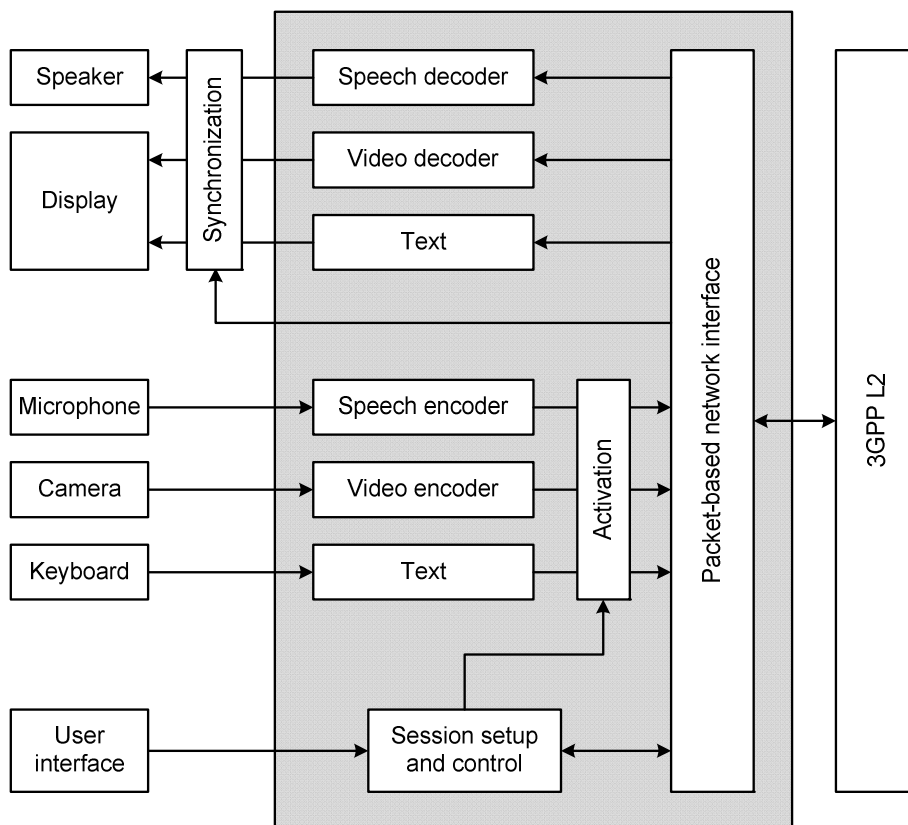 Speaker
Display
Synchronization
Speech decoder
Video decoder
Text
Microphone
Camera
Keyboard
Speech encoder
Video encoder
Text
Activation
Packet-based network interface
3GPP L2
User
interface
Session setup
and control